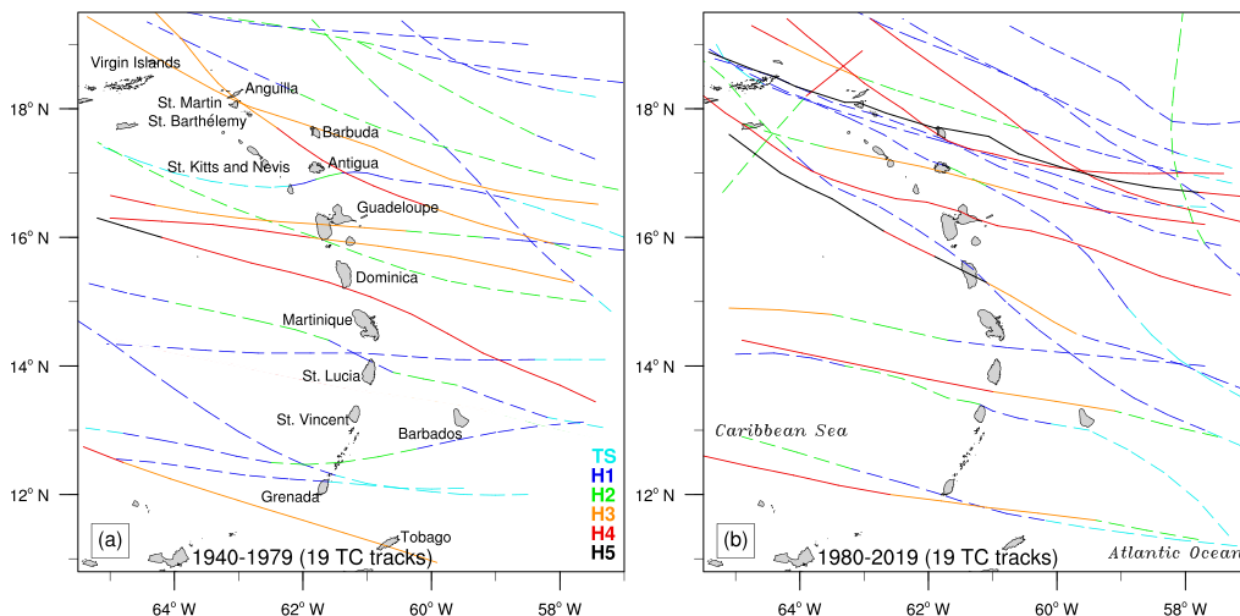 18° N
16° N
14° N
12° N
Virgin Islands
Anguilla
St. Martin
St. Barthélemy
Barbuda
St. Kitts and Nevis
Antigua
Guadeloupe
Dominica
Martinique
St. Lucia
St. Vincent
Barbados
Grenada
Tobago
TS
H1
H2
H3
H4
H5
(a)
1940-1979 (19 TC tracks)
64° W
62° W
60° W
58° W
18° N
16° N
14° N
12° N
Caribbean Sea
Atlantic Ocean
(b)
1980-2019 (19 TC tracks)
64° W
62° W
60° W
58° W